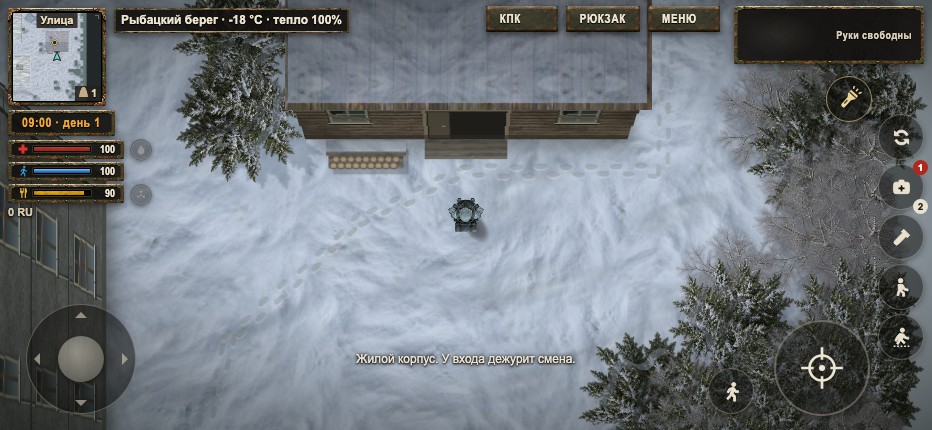 Улица
1
Рыбацкий берег · -18 °C · тепло 100%
КПК
РЮКЗАК
МЕНЮ
Руки свободны
09:00 · день 1
100
100
90
0 RU
1
2
Жилой корпус. У входа дежурит смена.